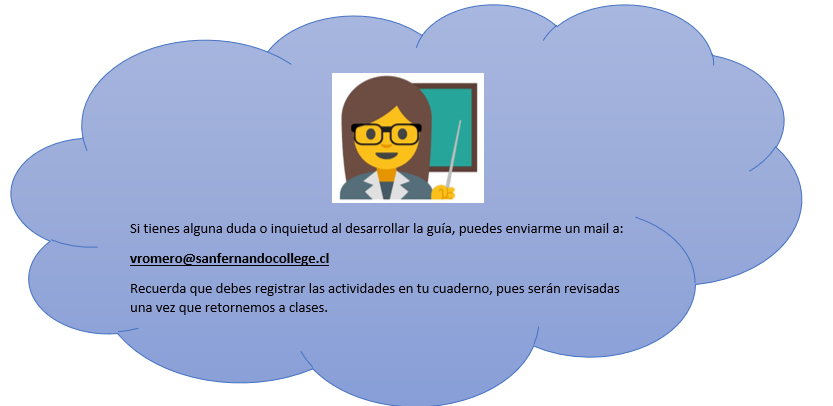 Si tienes alguna duda o inquietud al desarrollar la guía, puedes enviarme un mail a:
vromero@sanfernandocollege.cl
Recuerda que debes registrar las actividades en tu cuaderno, pues serán revisadas
una vez que retornemos a clases.